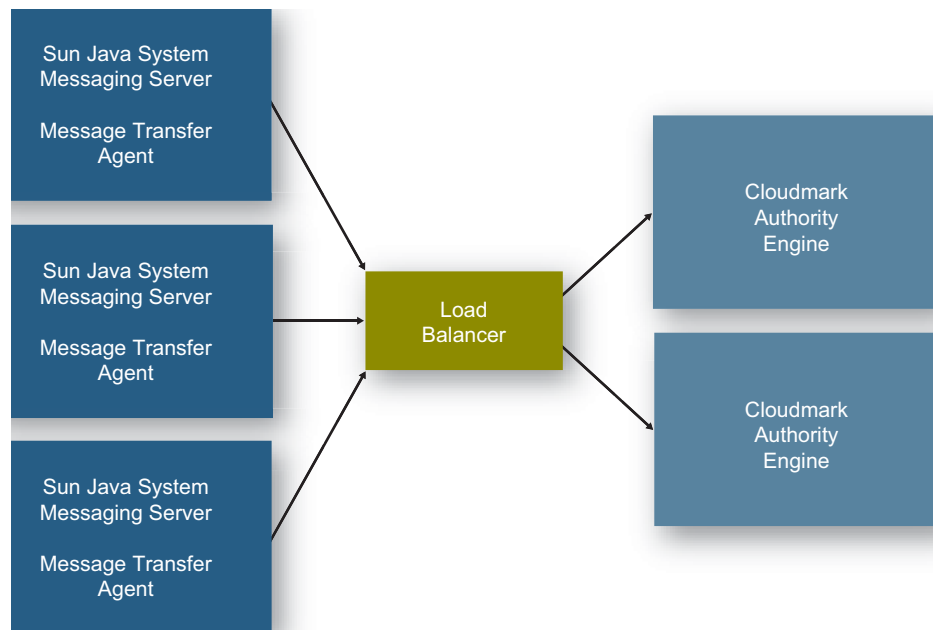 Sun Java System
Messaging Server
Message Transfer
Agent
Sun Java System
Messaging Server
Message Transfer
Agent
Sun Java System
Messaging Server
Message Transfer
Agent
Load
Balancer
Cloudmark
Authority
Engine
Cloudmark
Authority
Engine